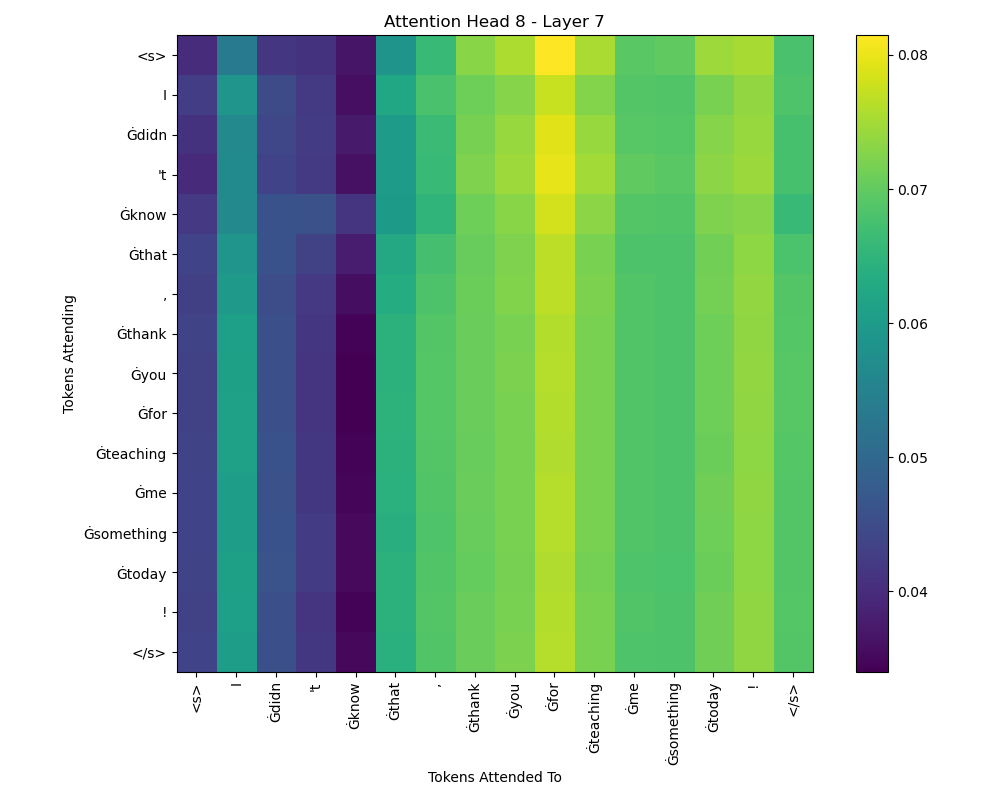 Attention Head 8 - Layer 7
<s>
I
Ġdidn
't
Ġknow
Ġthat
,
Ġthank
Ġyou
Ġfor
Ġteaching
Ġme
Ġsomething
Ġtoday
!
</s>
Tokens Attending
<s>
I
Ġdidn
't
Ġknow
Ġthat
,
Ġthank
Ġyou
Ġfor
Ġteaching
Ġme
Ġsomething
Ġtoday
!
</s>
Tokens Attended To
0.08
0.07
0.06
0.05
0.04